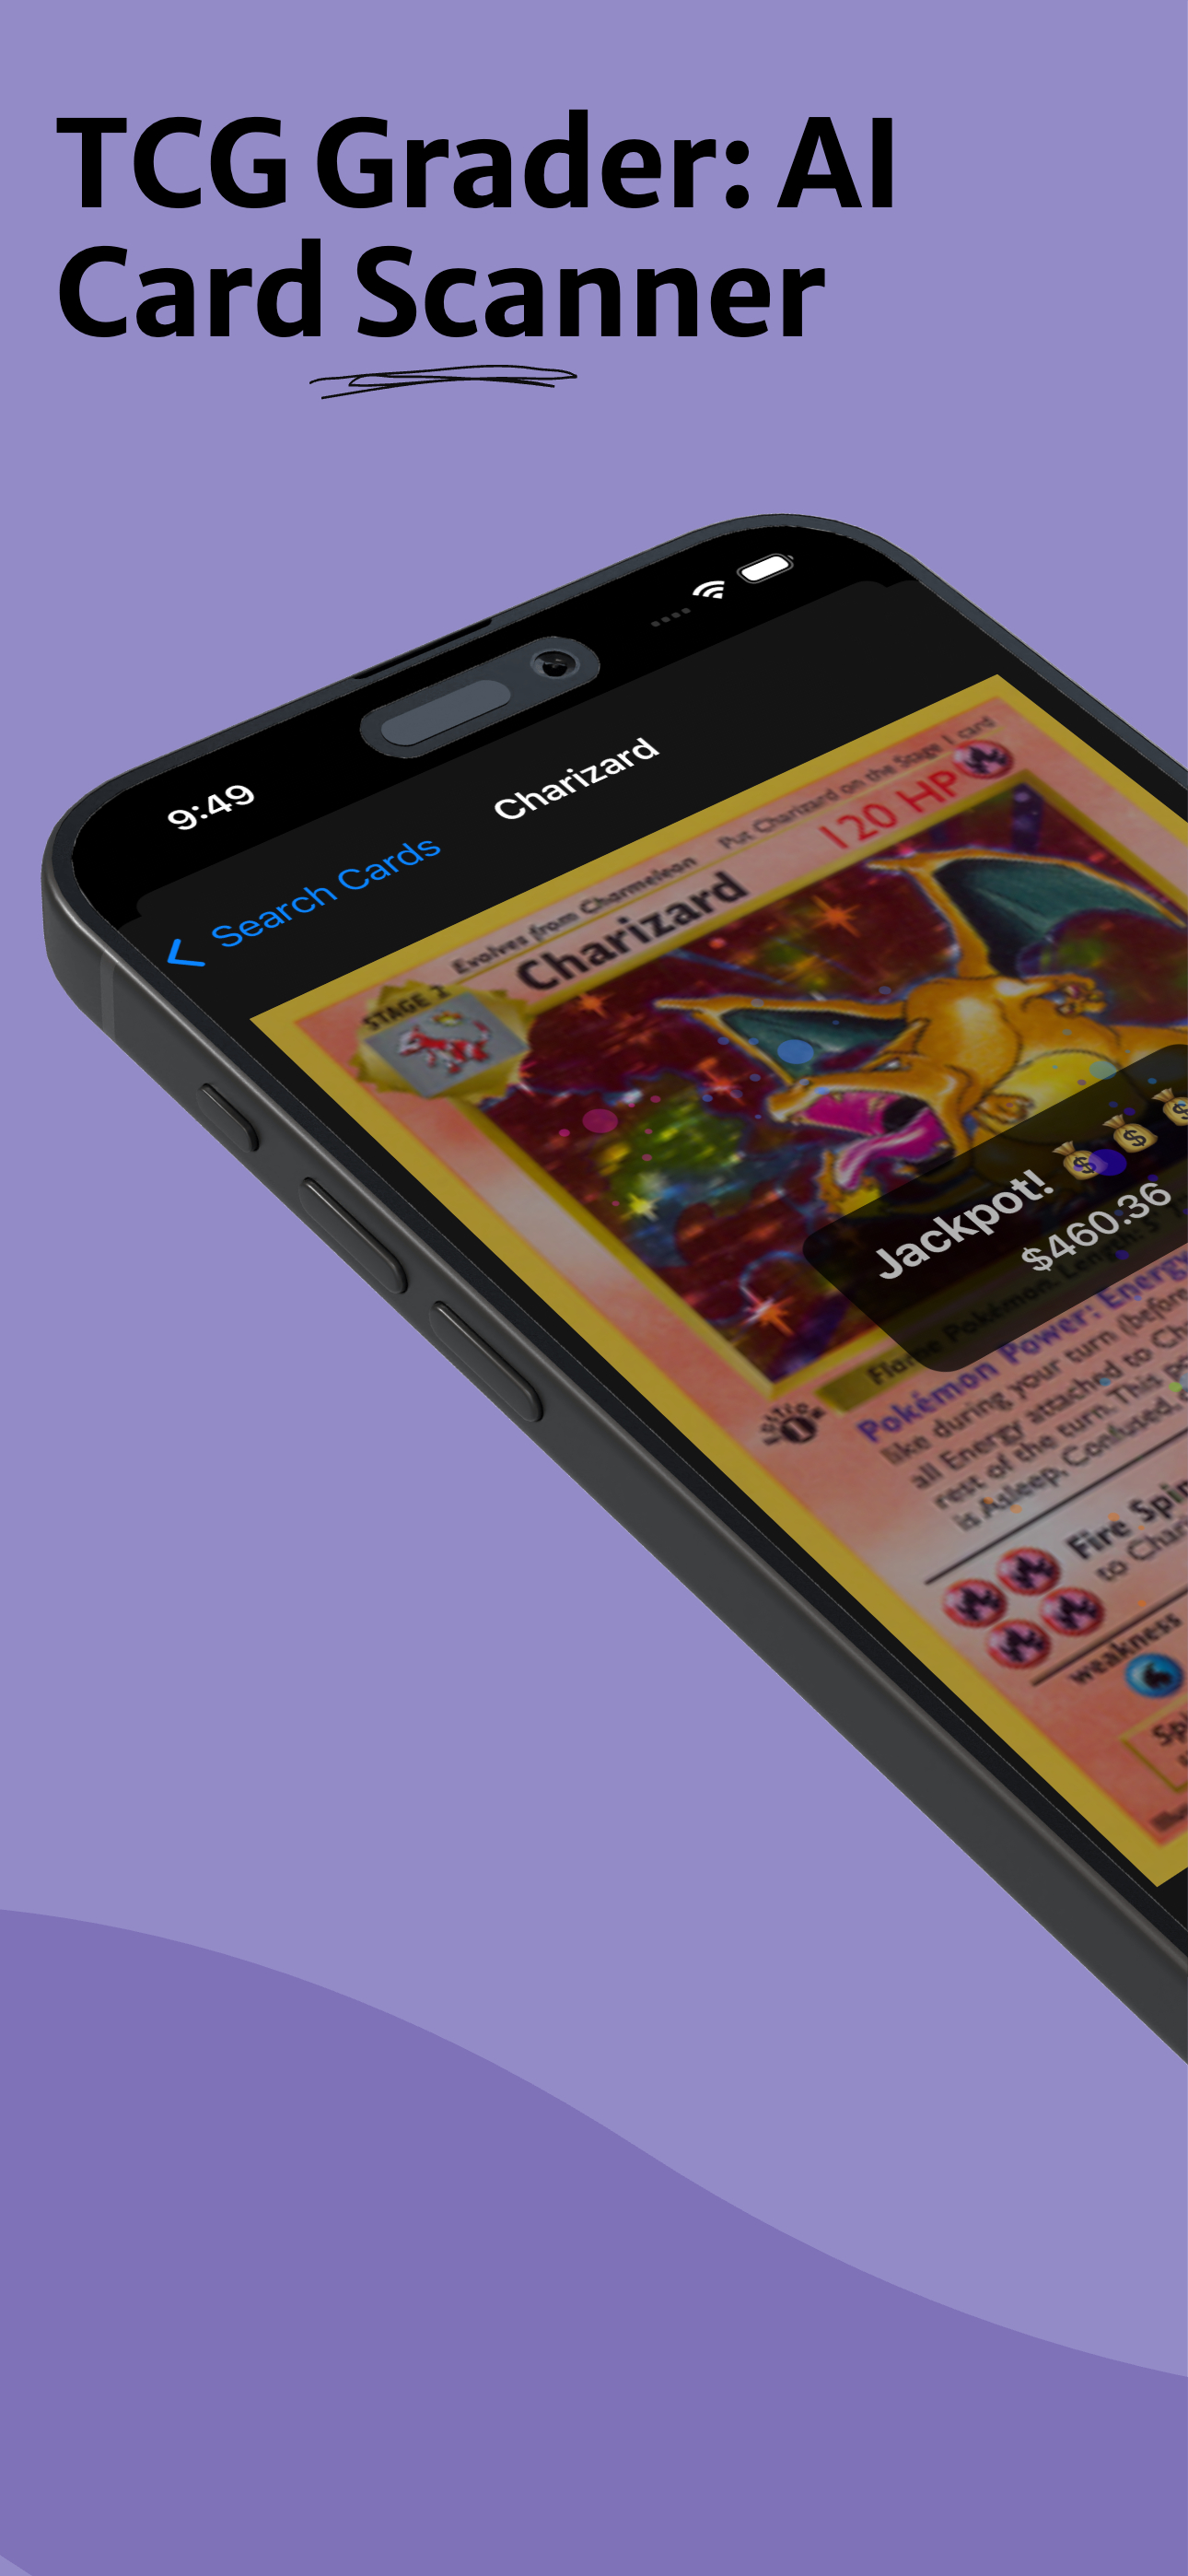 TCG Grader: AI
Card Scanner
9:49
Search Cards
Charizard
Evolves from Charmeleon
Put Charizard on the Stage 1 card
STAGE 2
Charizard
120 HP
Jackpot! 💰💰💰
$460.36
Flame Pokémon. Length: 5'
Pokémon Power: Energy
like during your turn (before
all Energy attached to Ch
rest of the turn. This po
is Asleep, Confused,
Fire Spin
to Char
weakness